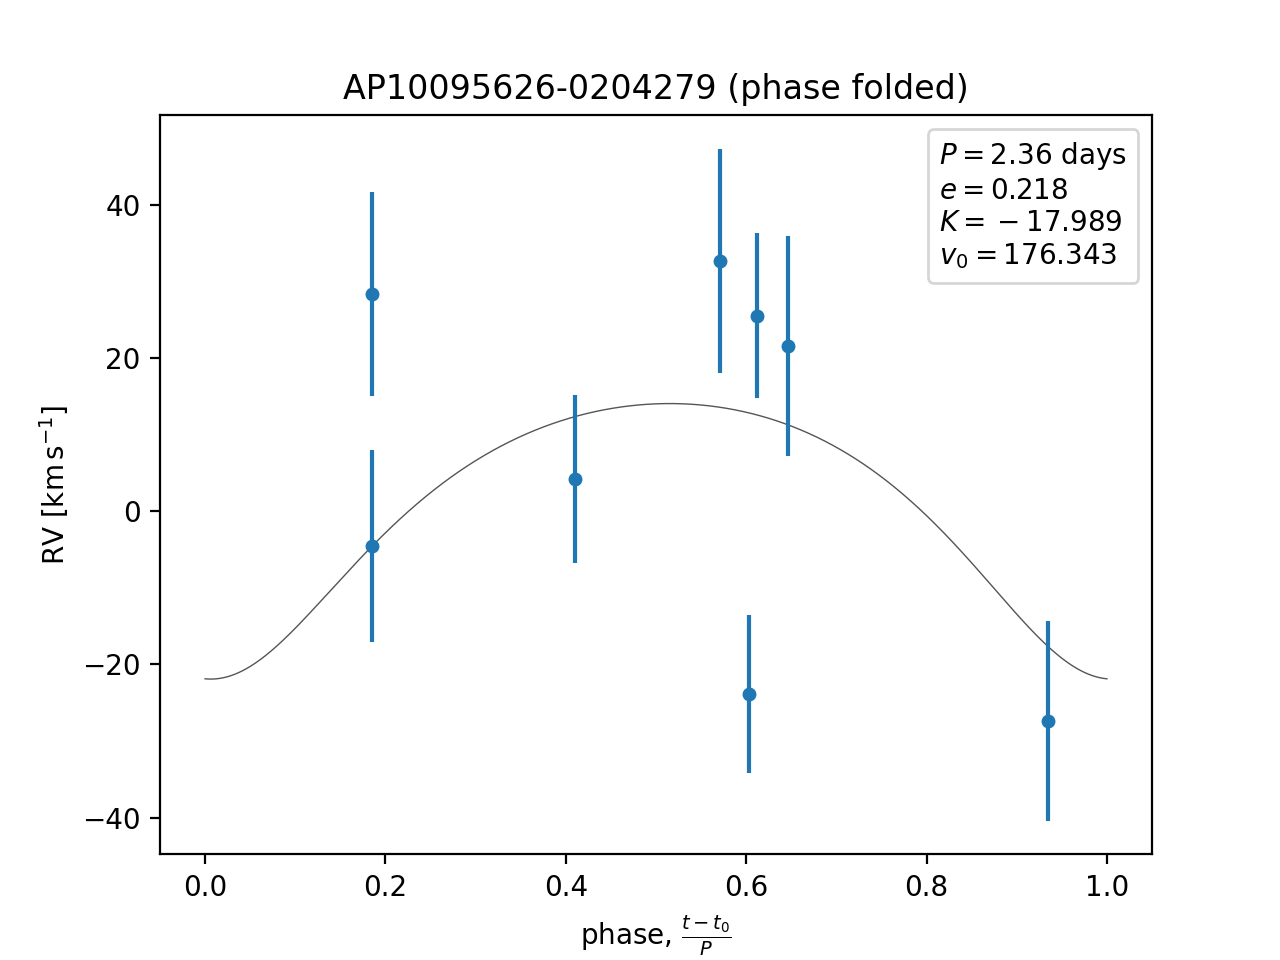 AP10095626-0204279 (phase folded)
P = 2.36 days
e = 0.218
K = −17.989
v₀ = 176.343
40
20
0
−20
−40
RV [km s⁻¹]
0.0 0.2 0.4 0.6 0.8 1.0
phase, (t − t₀)/P